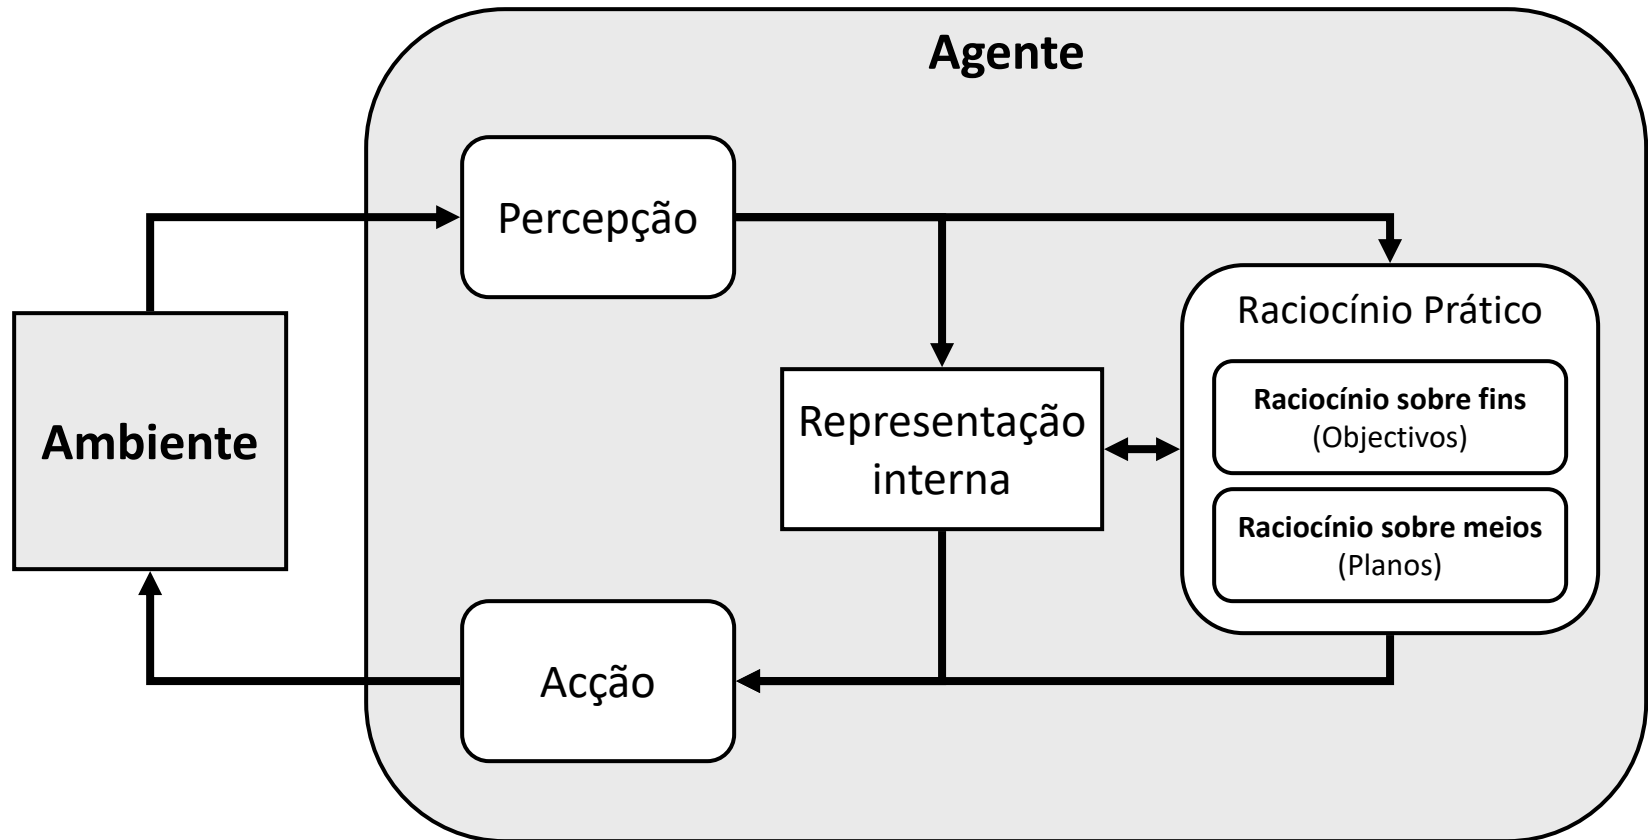 Agente
Percepção
Raciocínio Prático
Raciocínio sobre fins
(Objectivos)
Ambiente
Representação
interna
Raciocínio sobre meios
(Planos)
Acção